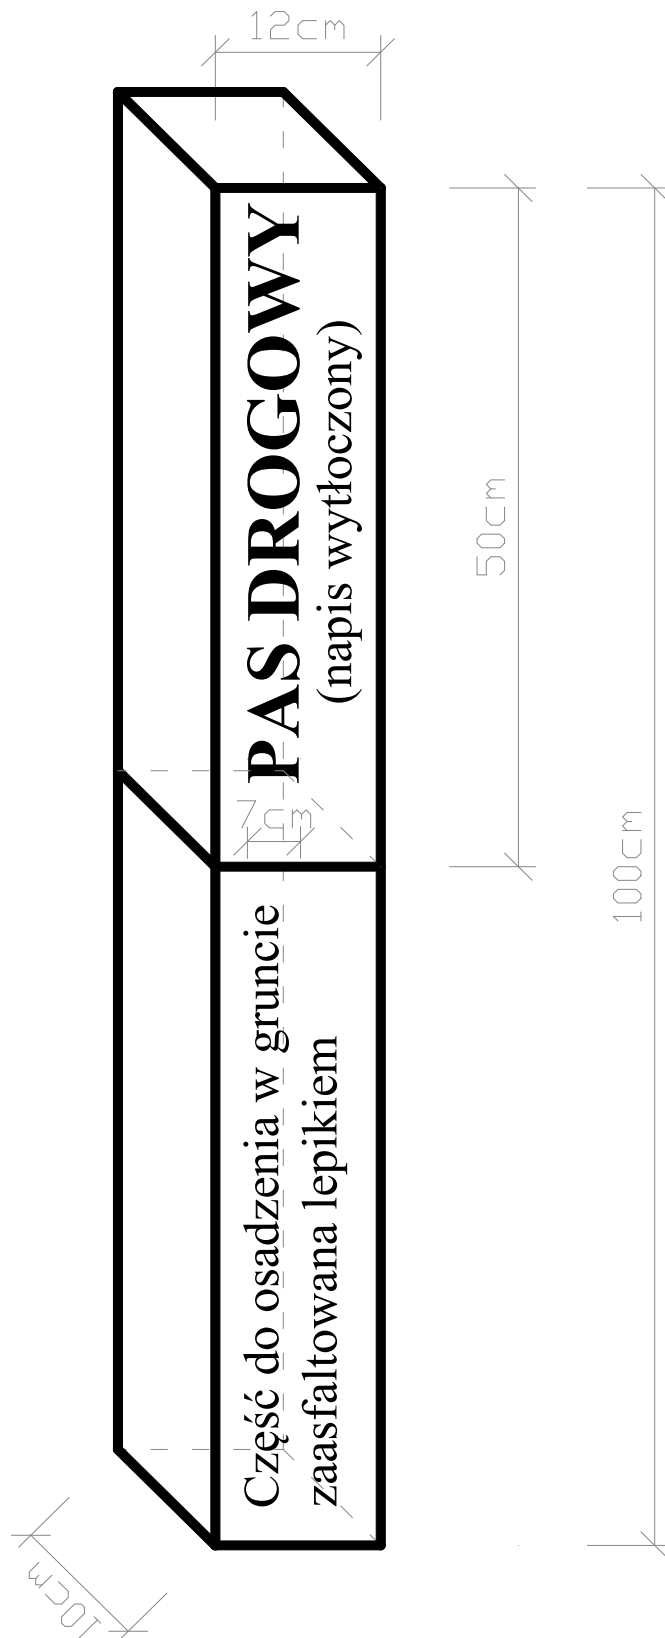 12cm
PAS DROGOWY
(napis wytłoczony)
50cm
7cm
100cm
Część do osadzenia w gruncie
zaasfaltowana lepikiem
10cm